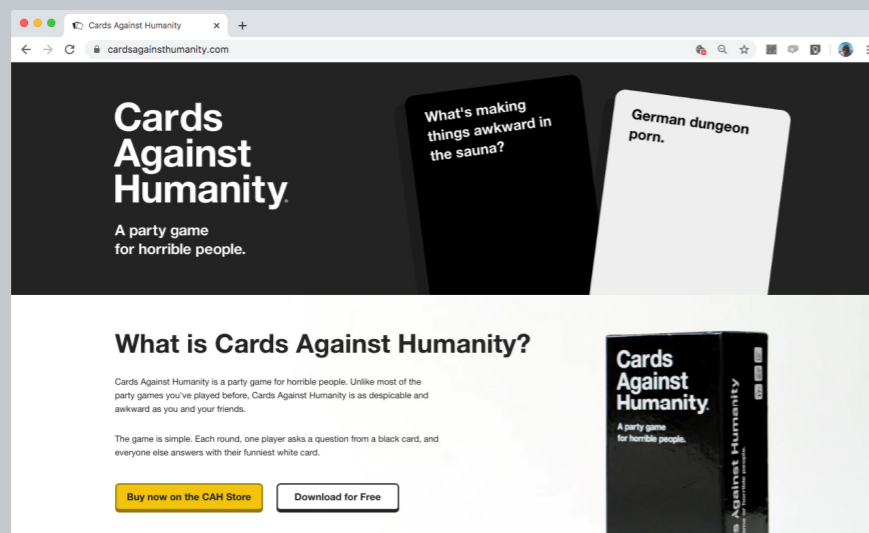 Cards Against Humanity
cardsagainsthumanity.com
Cards
Against
Humanity
A party game
for horrible people.
What's making
things awkward in
the sauna?
German dungeon
porn.
What is Cards Against Humanity?
Cards Against Humanity is a party game for horrible people. Unlike most of the
party games you've played before, Cards Against Humanity is as despicable and
awkward as you and your friends.
The game is simple. Each round, one player asks a question from a black card, and
everyone else answers with their funniest white card.
Buy now on the CAH Store
Download for Free
Cards
Against
Humanity.
A party game
for horrible people.
s Against Humanity
me for horrible people.